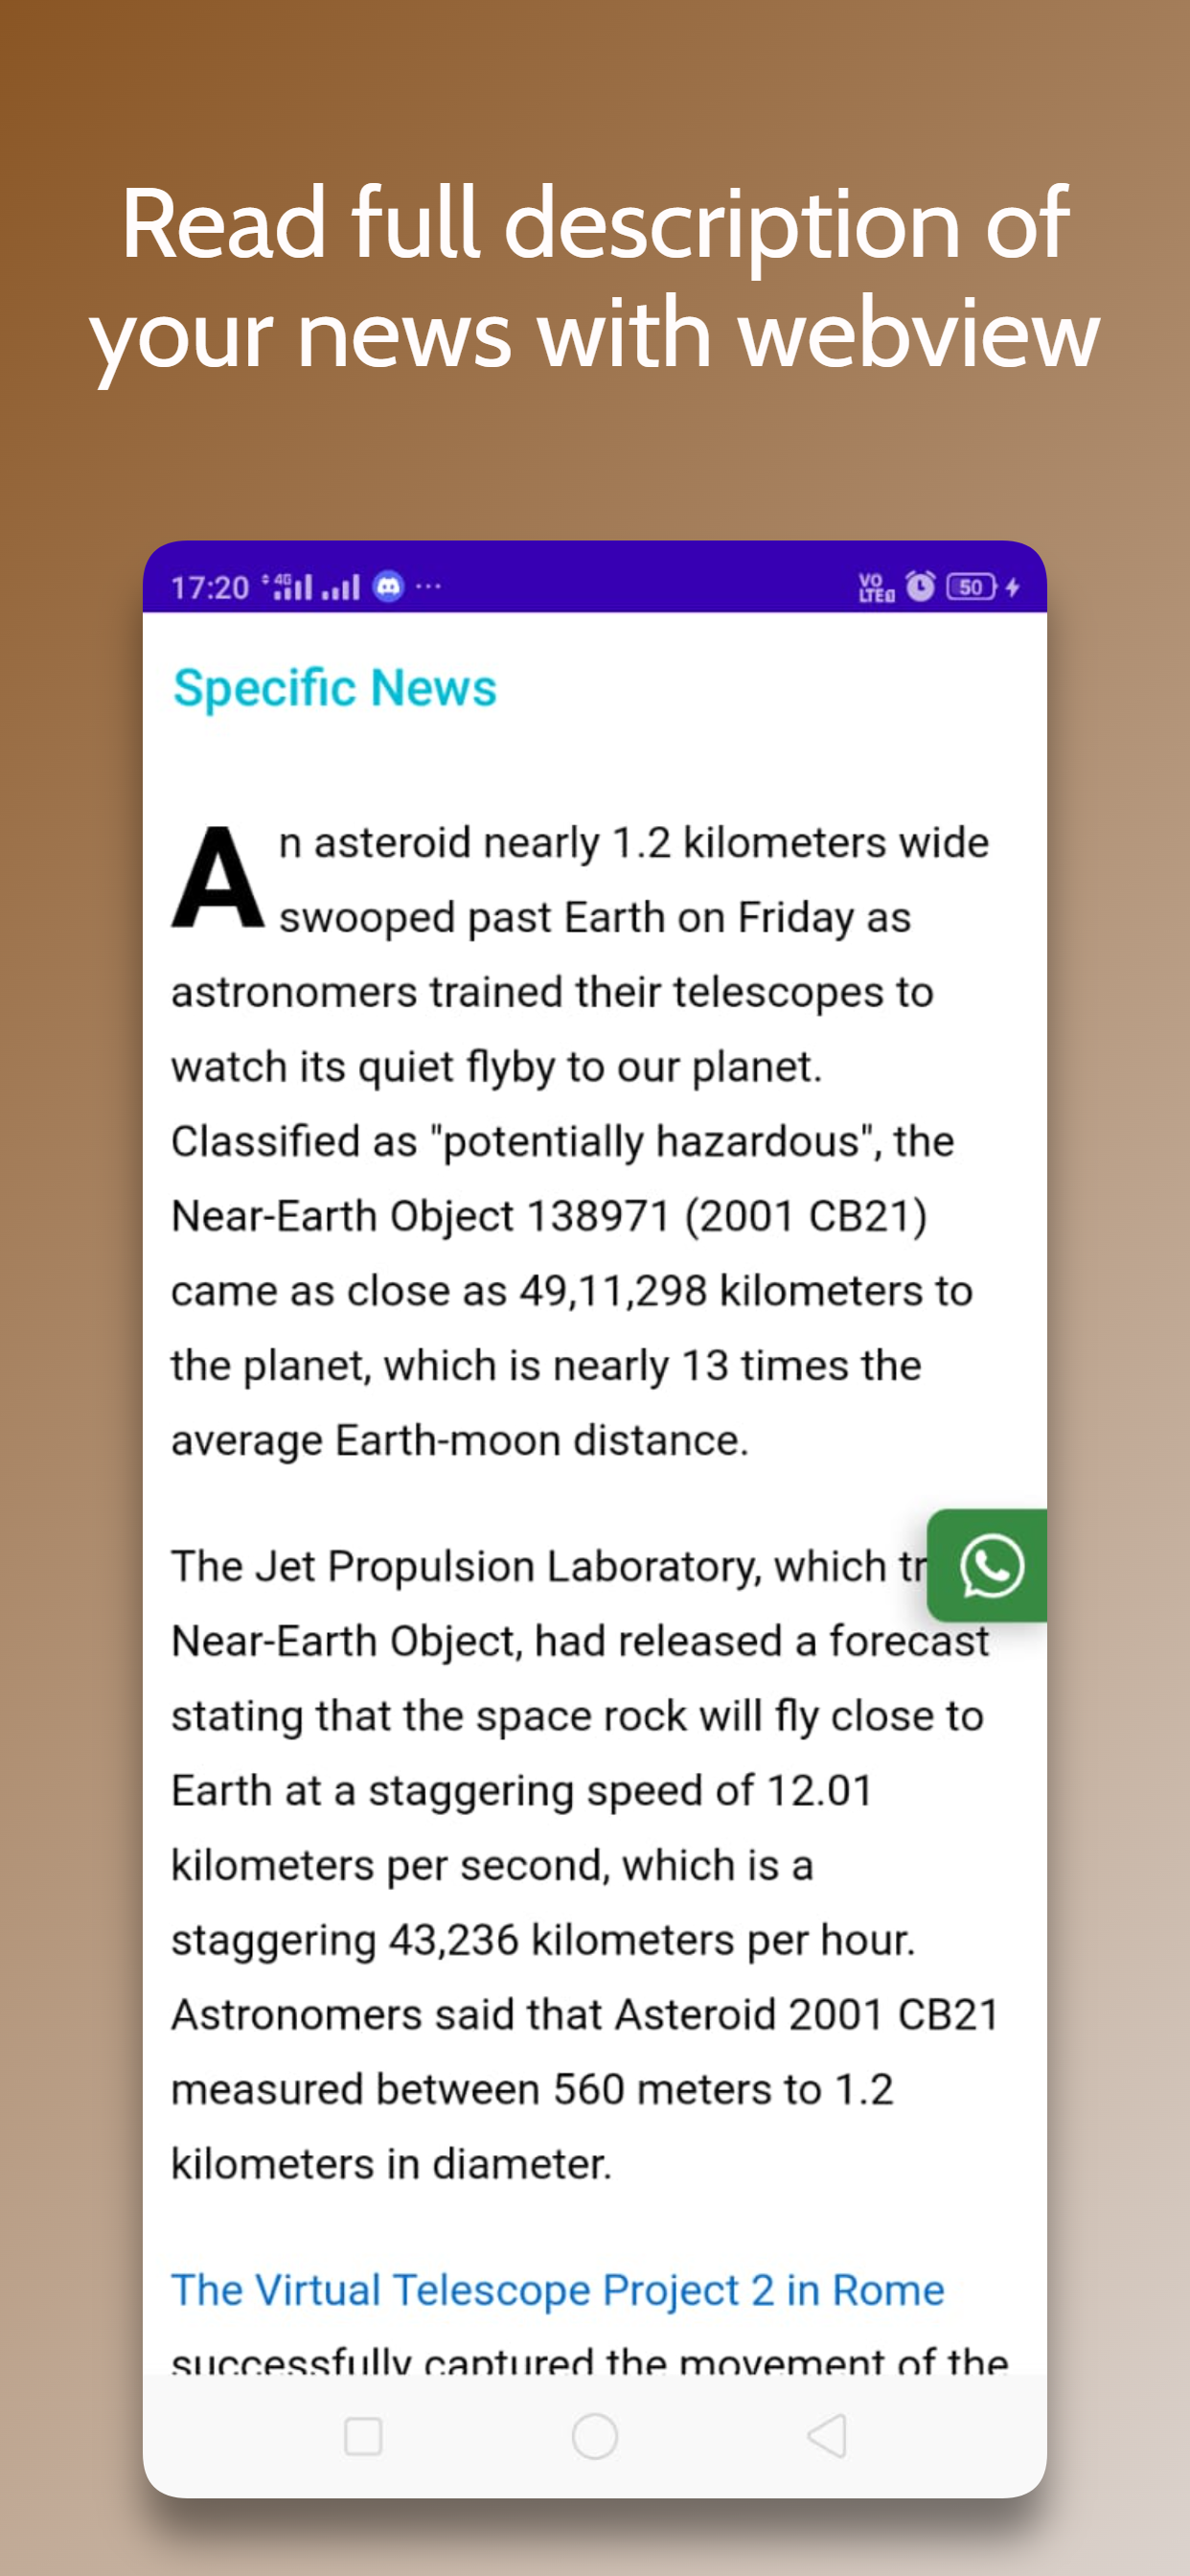 Read full description of
your news with webview
17:20 4G ...
VO LTE 50
Specific News
An asteroid nearly 1.2 kilometers wide
swooped past Earth on Friday as
astronomers trained their telescopes to
watch its quiet flyby to our planet.
Classified as "potentially hazardous", the
Near-Earth Object 138971 (2001 CB21)
came as close as 49,11,298 kilometers to
the planet, which is nearly 13 times the
average Earth-moon distance.
The Jet Propulsion Laboratory, which tr
Near-Earth Object, had released a forecast
stating that the space rock will fly close to
Earth at a staggering speed of 12.01
kilometers per second, which is a
staggering 43,236 kilometers per hour.
Astronomers said that Asteroid 2001 CB21
measured between 560 meters to 1.2
kilometers in diameter.
The Virtual Telescope Project 2 in Rome
successfully captured the movement of the